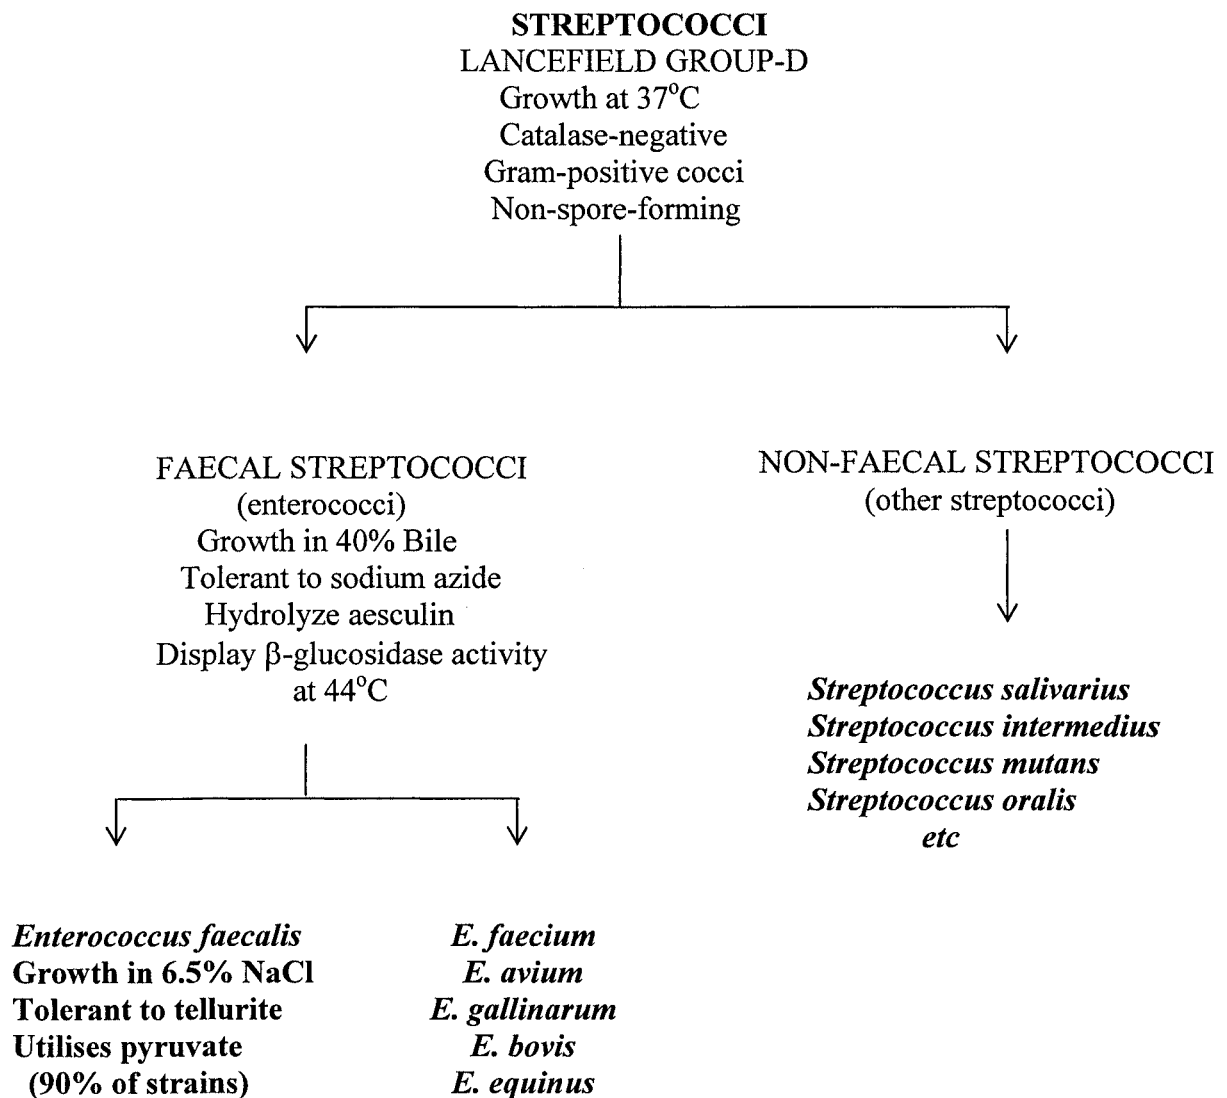 STREPTOCOCCI
LANCEFIELD GROUP-D
Growth at 37°C
Catalase-negative
Gram-positive cocci
Non-spore-forming
FAECAL STREPTOCOCCI
(enterococci)
Growth in 40% Bile
Tolerant to sodium azide
Hydrolyze aesculin
Display β-glucosidase activity
at 44°C
NON-FAECAL STREPTOCOCCI
(other streptococci)
Streptococcus salivarius
Streptococcus intermedius
Streptococcus mutans
Streptococcus oralis
etc
Enterococcus faecalis
Growth in 6.5% NaCl
Tolerant to tellurite
Utilises pyruvate
(90% of strains)
E. faecium
E. avium
E. gallinarum
E. bovis
E. equinus